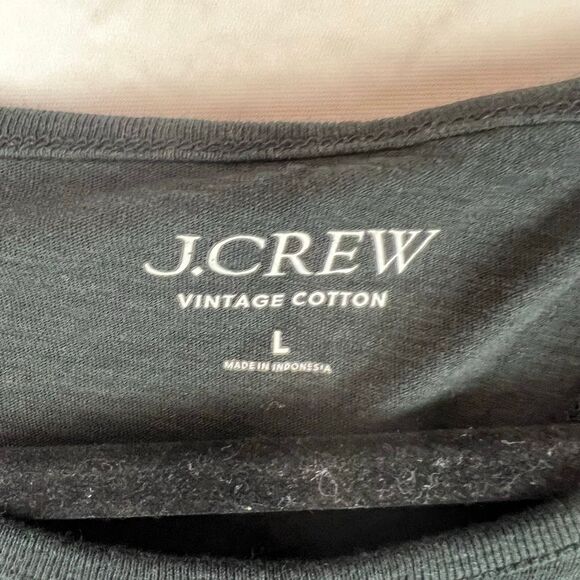 J.CREW
VINTAGE COTTON
L
MADE IN INDONESIA